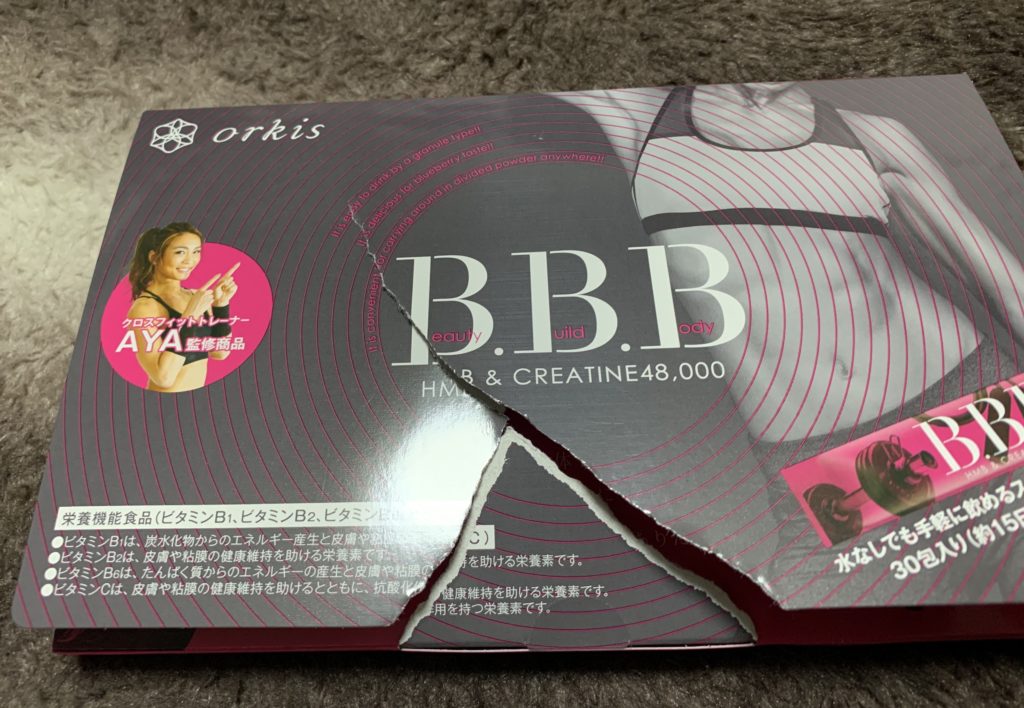 orkis
It is easy to drink by a granule type!!
It is delicious for blueberry taste!!
It is convenient for carrying around in divided powder anywhere!!
B.B.B
eauty uild ody
HMB & CREATINE48,000
クロスフィットトレーナー
AYA監修商品
B.B
HMB & CREA
水なしでも手軽に飲めるス
30包入り(約15日
栄養機能食品(ビタミンB1、ビタミンB2、ビタミンB
C)
●ビタミンB1は、炭水化物からのエネルギー産生と皮膚や粘
持を助ける栄養素です。
●ビタミンB2は、皮膚や粘膜の健康維持を助ける栄養素です。
●ビタミンB6は、たんぱく質からのエネルギーの産生と皮膚や粘膜の
健康維持を助ける栄養素です。
●ビタミンCは、皮膚や粘膜の健康維持を助けるとともに、抗酸化
用を持つ栄養素です。